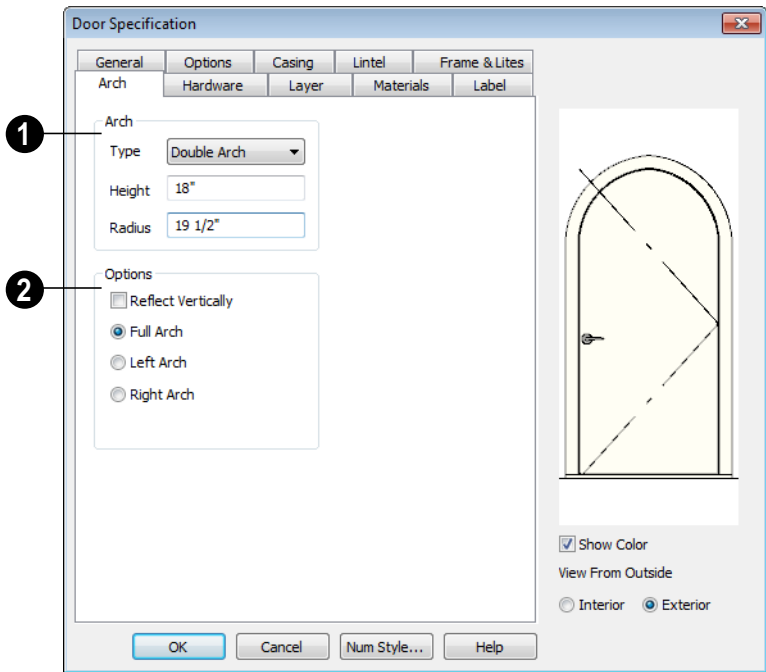 Door Specification
General Options Casing Lintel Frame & Lites
Arch Hardware Layer Materials Label
1
Arch
Type Double Arch
Height 18"
Radius 19 1/2"
2
Options
Reflect Vertically
Full Arch
Left Arch
Right Arch
Show Color
View From Outside
Interior Exterior
OK Cancel Num Style... Help